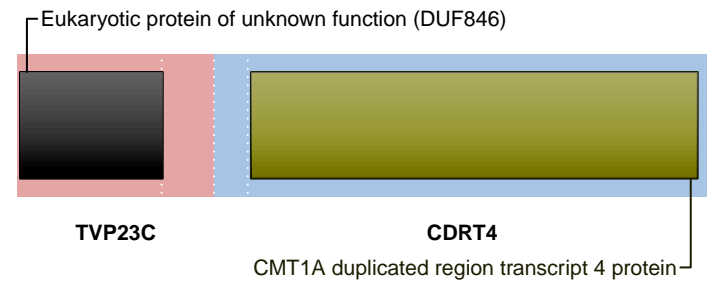 Eukaryotic protein of unknown function (DUF846)
TVP23C
CDRT4
CMT1A duplicated region transcript 4 protein